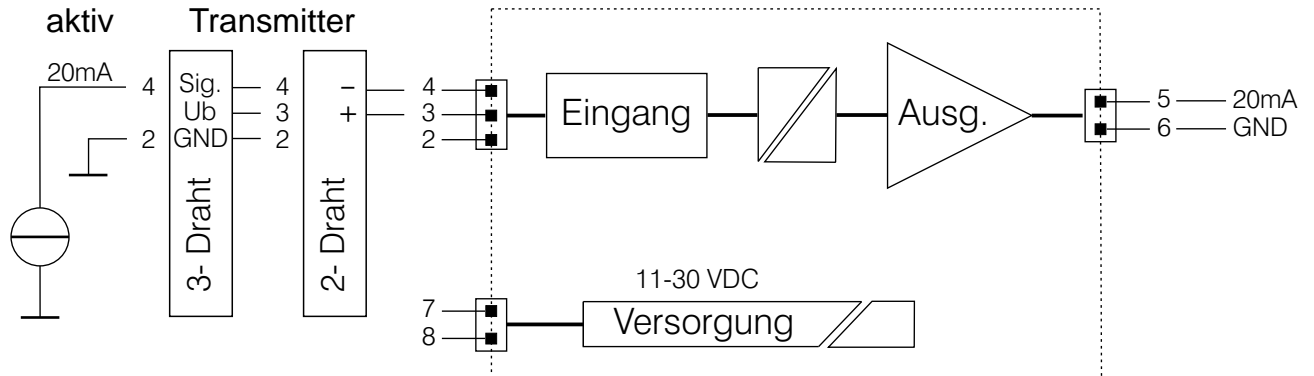 aktiv Transmitter
20mA 4 Sig. 4 − 4 Eingang Ausg. 5 20mA
Ub 3 + 3 6 GND
2 GND 2 2
3- Draht
2- Draht
11-30 VDC
7 Versorgung
8